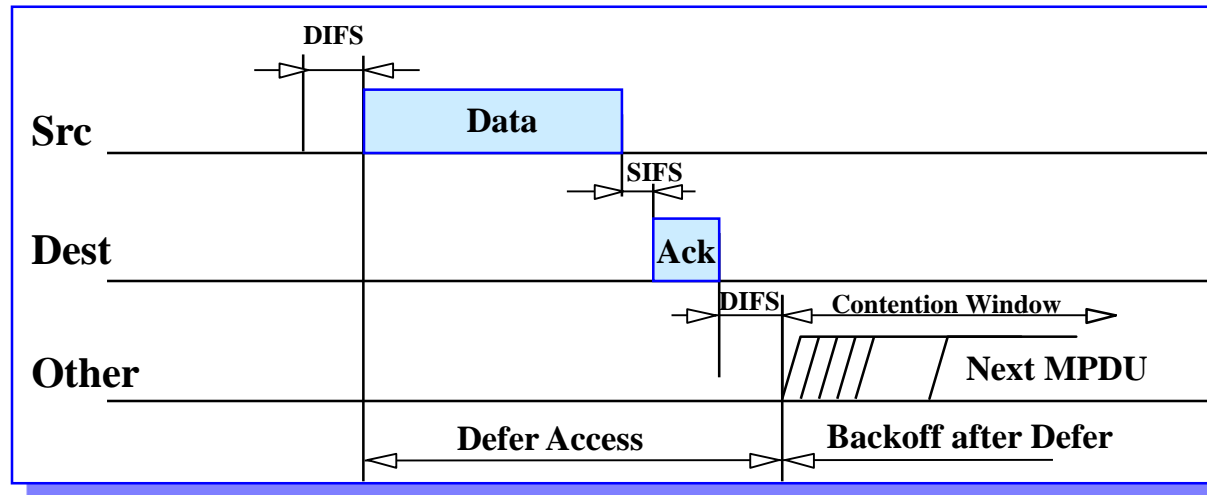 DIFS
Src
Data
SIFS
Dest
Ack
DIFS
Contention Window
Other
Next MPDU
Defer Access
Backoff after Defer